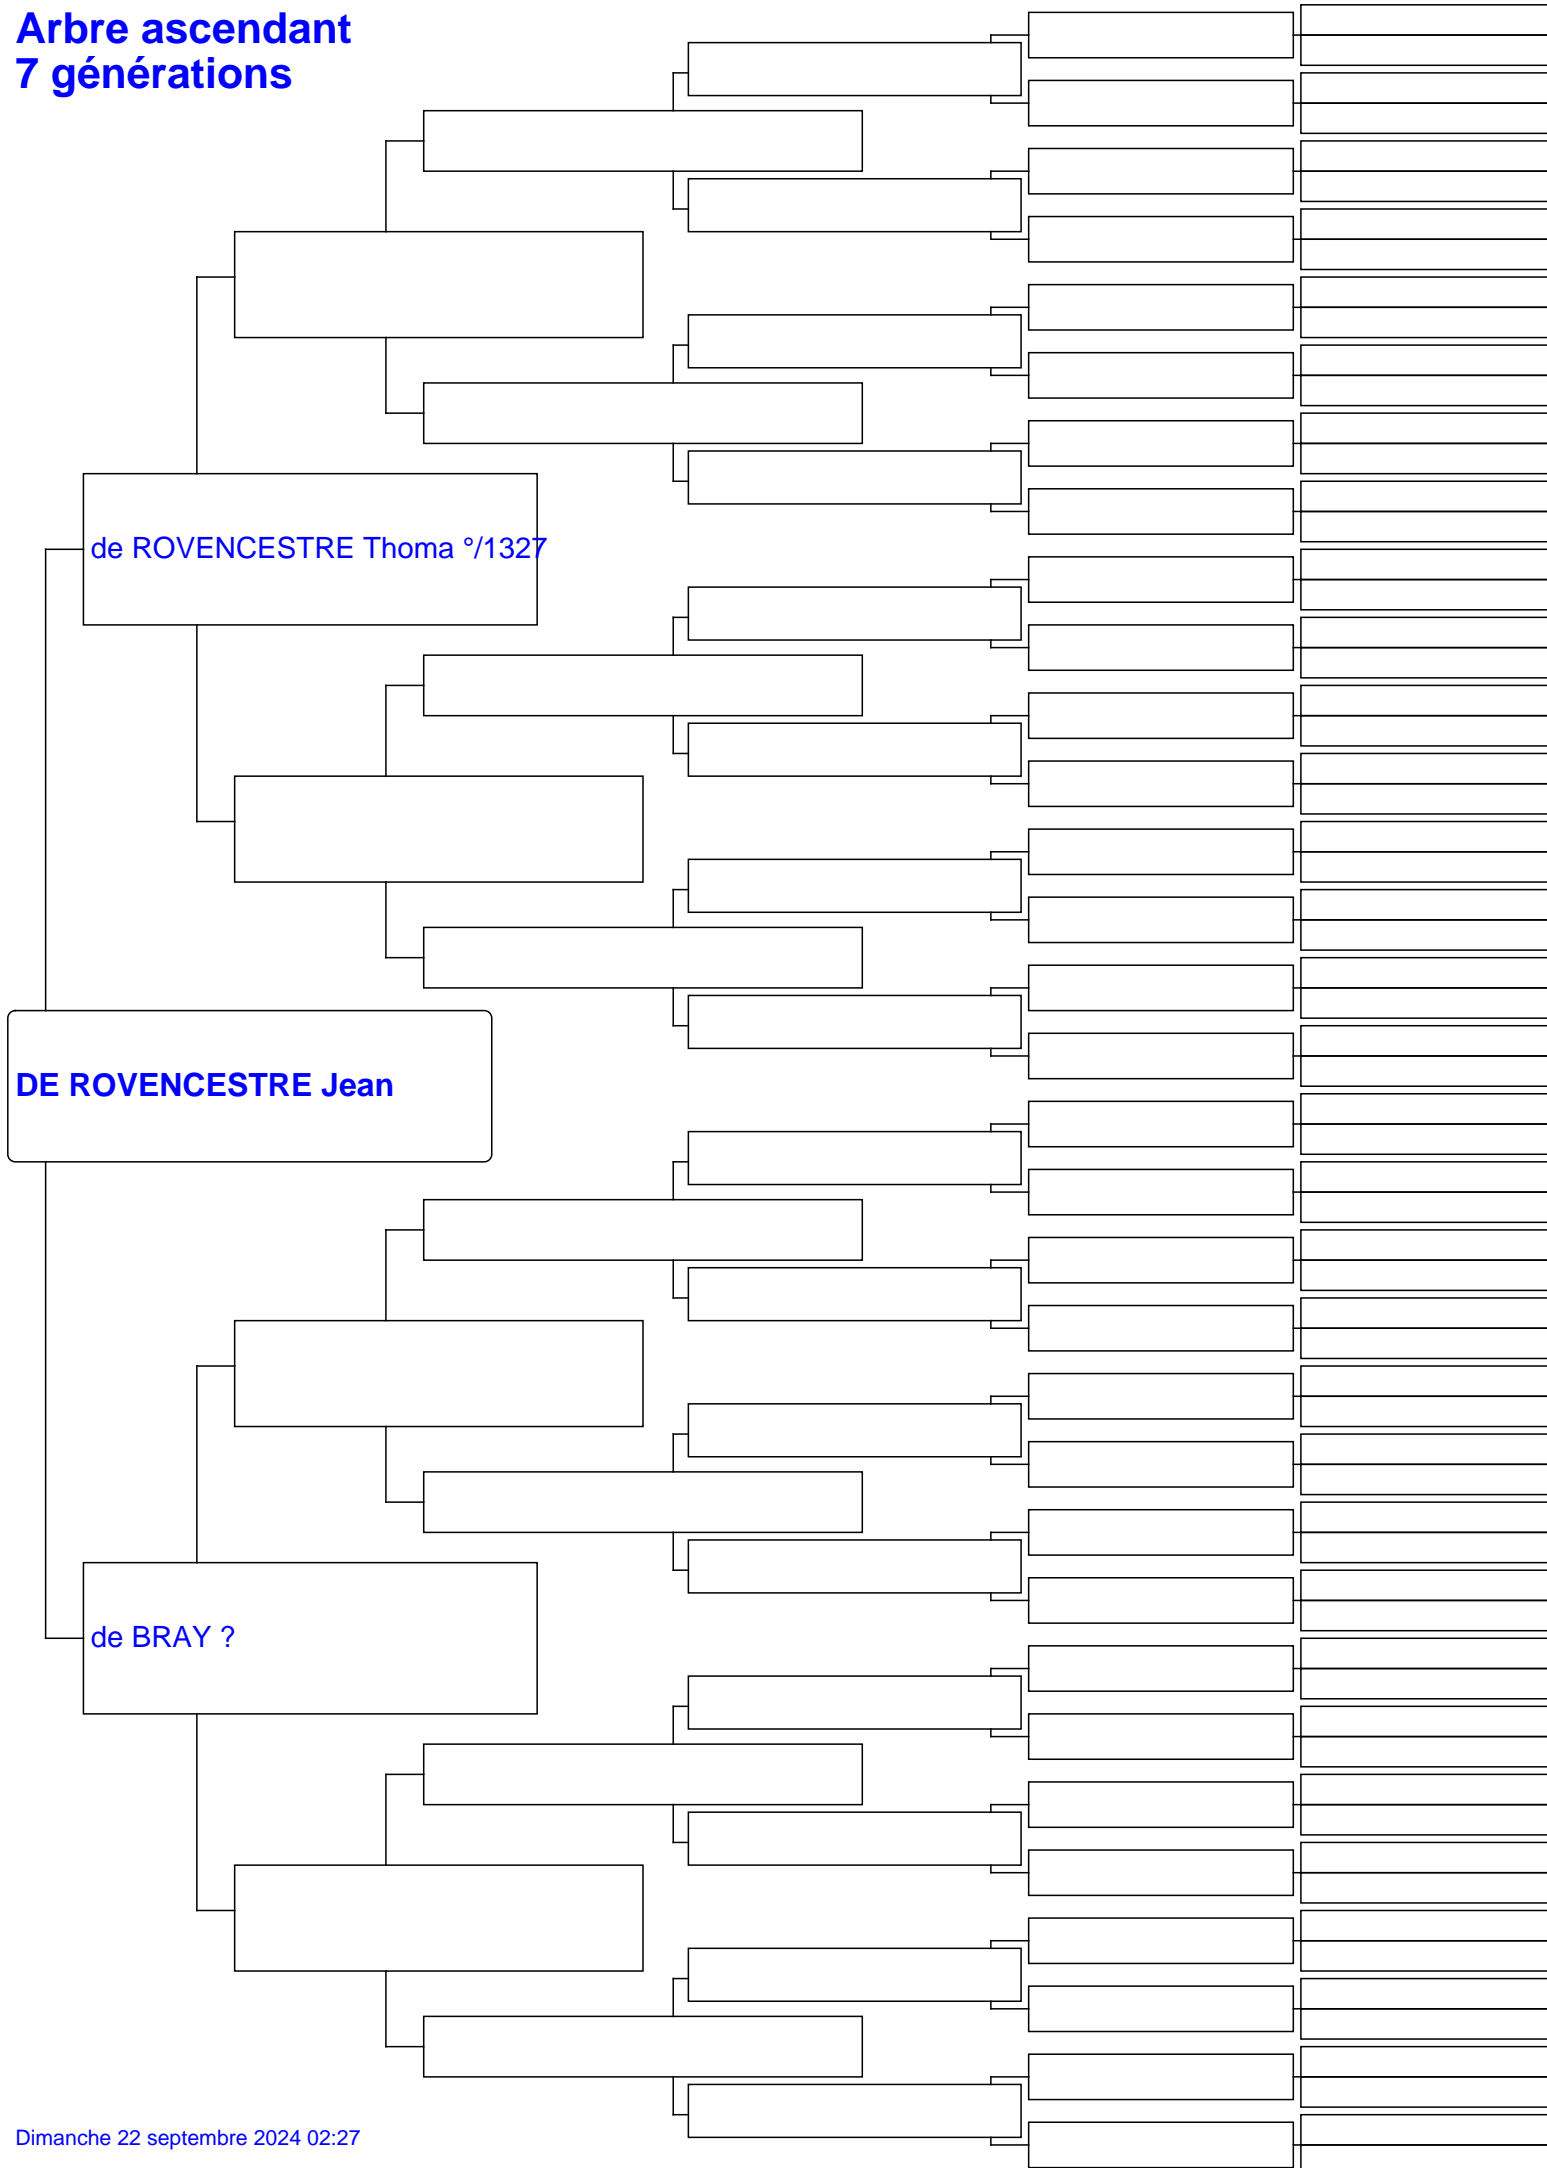 Arbre ascendant
7 générations
de ROVENCESTRE Thoma °/1327
DE ROVENCESTRE Jean
de BRAY ?
Dimanche 22 septembre 2024 02:27